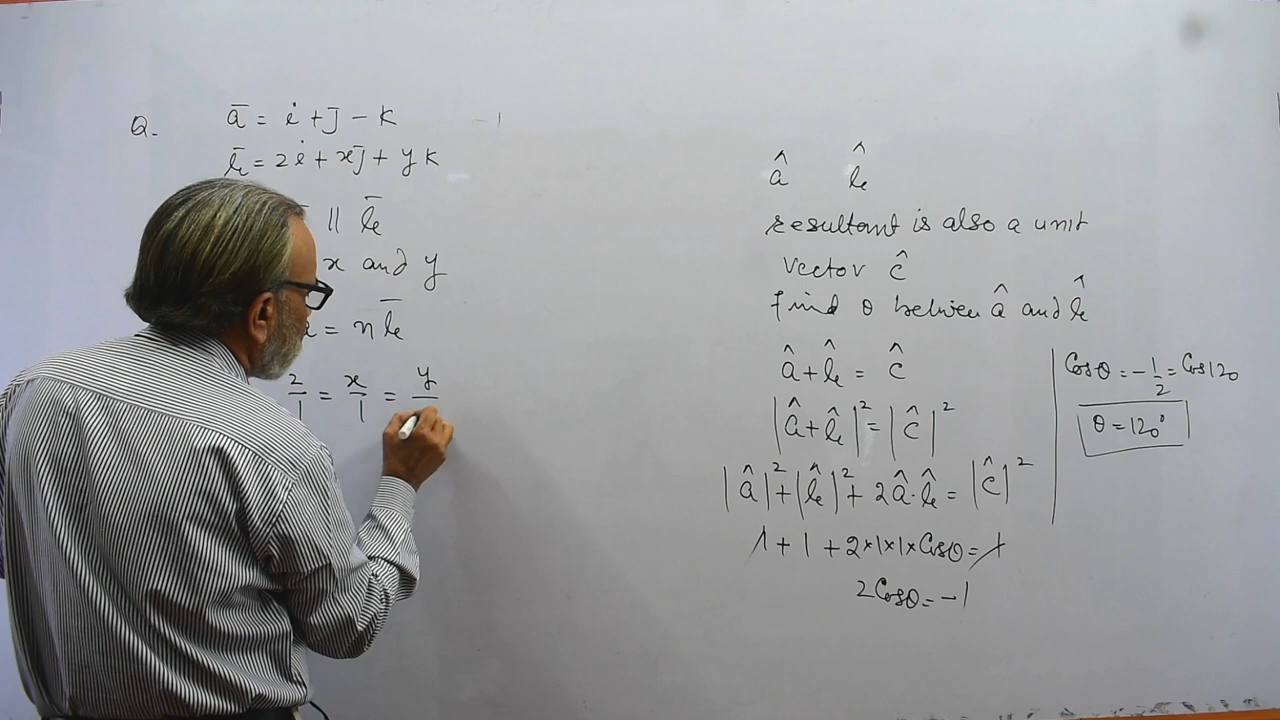 Q. ā = i + j - k
b̄ = 2i + xj + yk
|| b̄
x and y
= n b̄
2/1 = x/1 = y/
â b̂
resultant is also a unit
vector ĉ
find θ between â and b̂
â + b̂ = ĉ
|â + b̂|² = |ĉ|²
|â|² + |b̂|² + 2â·b̂ = |ĉ|²
1 + 1 + 2×1×1×Cosθ = 1
2Cosθ = -1
Cosθ = -1/2 = Cos120
θ = 120°